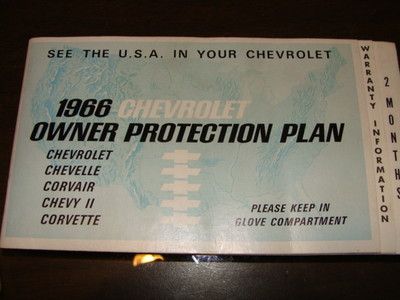 SEE THE U.S.A. IN YOUR CHEVROLET
1966 CHEVROLET
OWNER PROTECTION PLAN
CHEVROLET
CHEVELLE
CORVAIR
CHEVY II
CORVETTE
PLEASE KEEP IN
GLOVE COMPARTMENT
WARRANTY INFORMATION
2 MONTHS